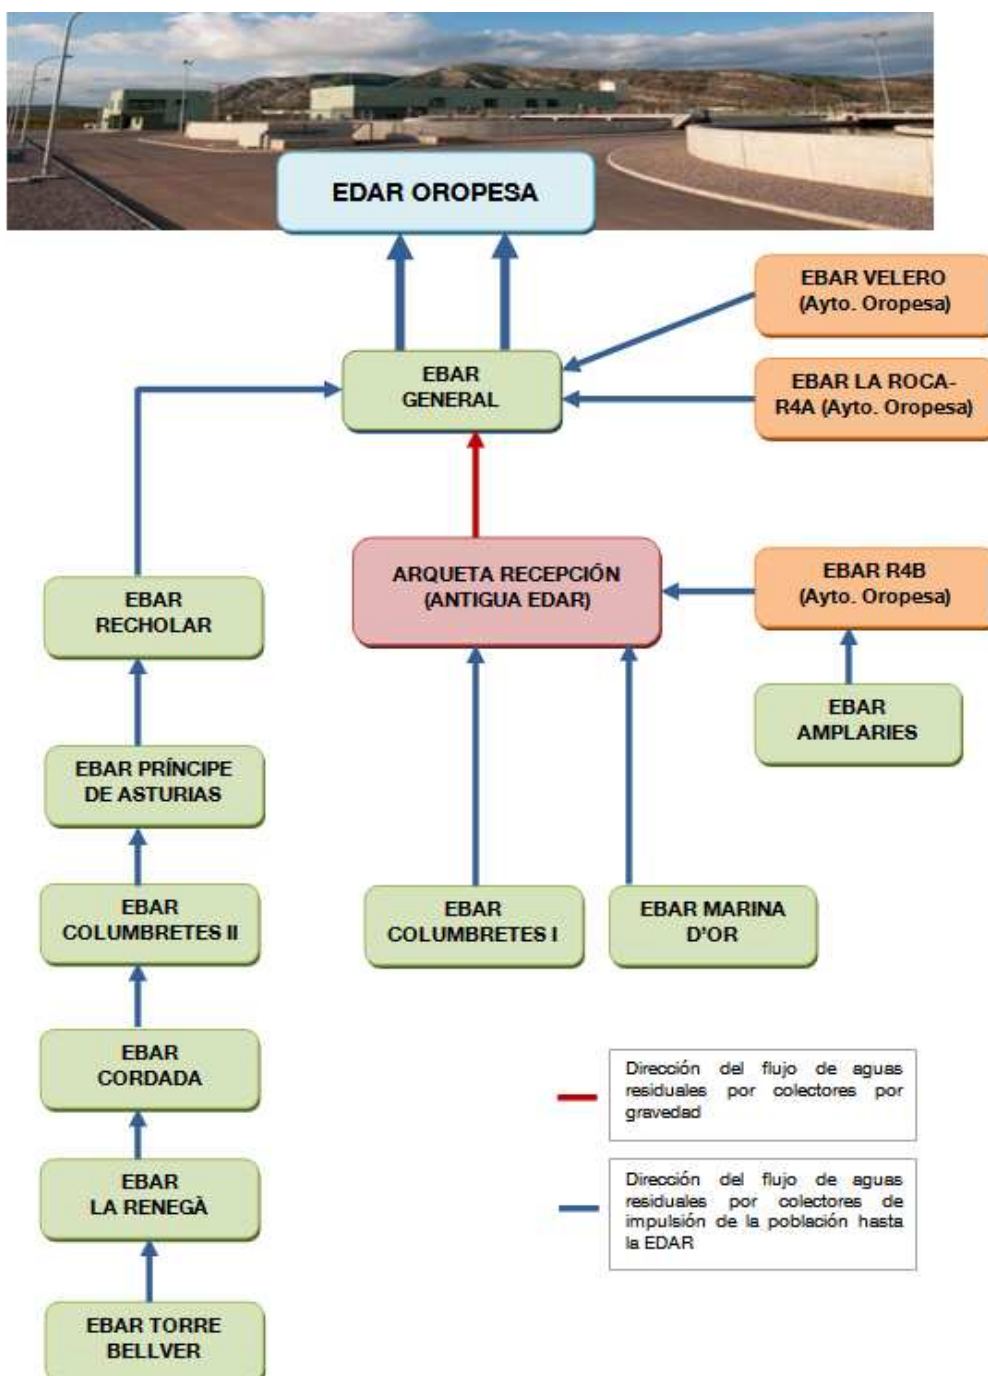 EDAR OROPESA
EBAR VELERO
(Ayto. Oropesa)
EBAR
GENERAL
EBAR LA ROCA-
R4A (Ayto. Oropesa)
ARQUETA RECEPCIÓN
(ANTIGUA EDAR)
EBAR R4B
(Ayto. Oropesa)
EBAR
RECHOLAR
EBAR
AMPLARIES
EBAR PRÍNCIPE
DE ASTURIAS
EBAR
COLUMBRETES II
EBAR
COLUMBRETES I
EBAR MARINA
D'OR
EBAR
CORDADA
EBAR
LA RENEGÀ
EBAR TORRE
BELLVER
Dirección del flujo de aguas
residuales por colectores por
gravedad
Dirección del flujo de aguas
residuales por colectores de
impulsión de la población hasta
la EDAR